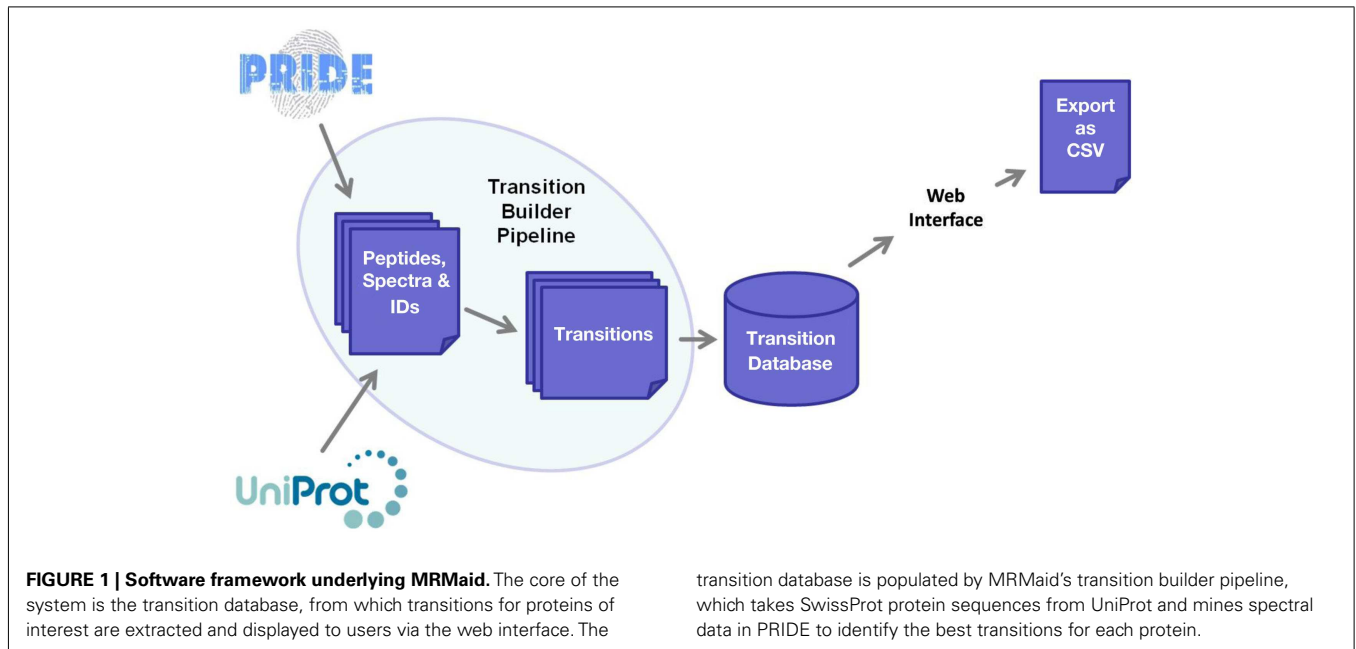 PRIDE
Transition
Builder
Pipeline
Peptides,
Spectra &
IDs
Transitions
UniProt
Transition
Database
Web
Interface
Export
as
CSV
FIGURE 1 | Software framework underlying MRMaid. The core of the
system is the transition database, from which transitions for proteins of
interest are extracted and displayed to users via the web interface. The
transition database is populated by MRMaid's transition builder pipeline,
which takes SwissProt protein sequences from UniProt and mines spectral
data in PRIDE to identify the best transitions for each protein.